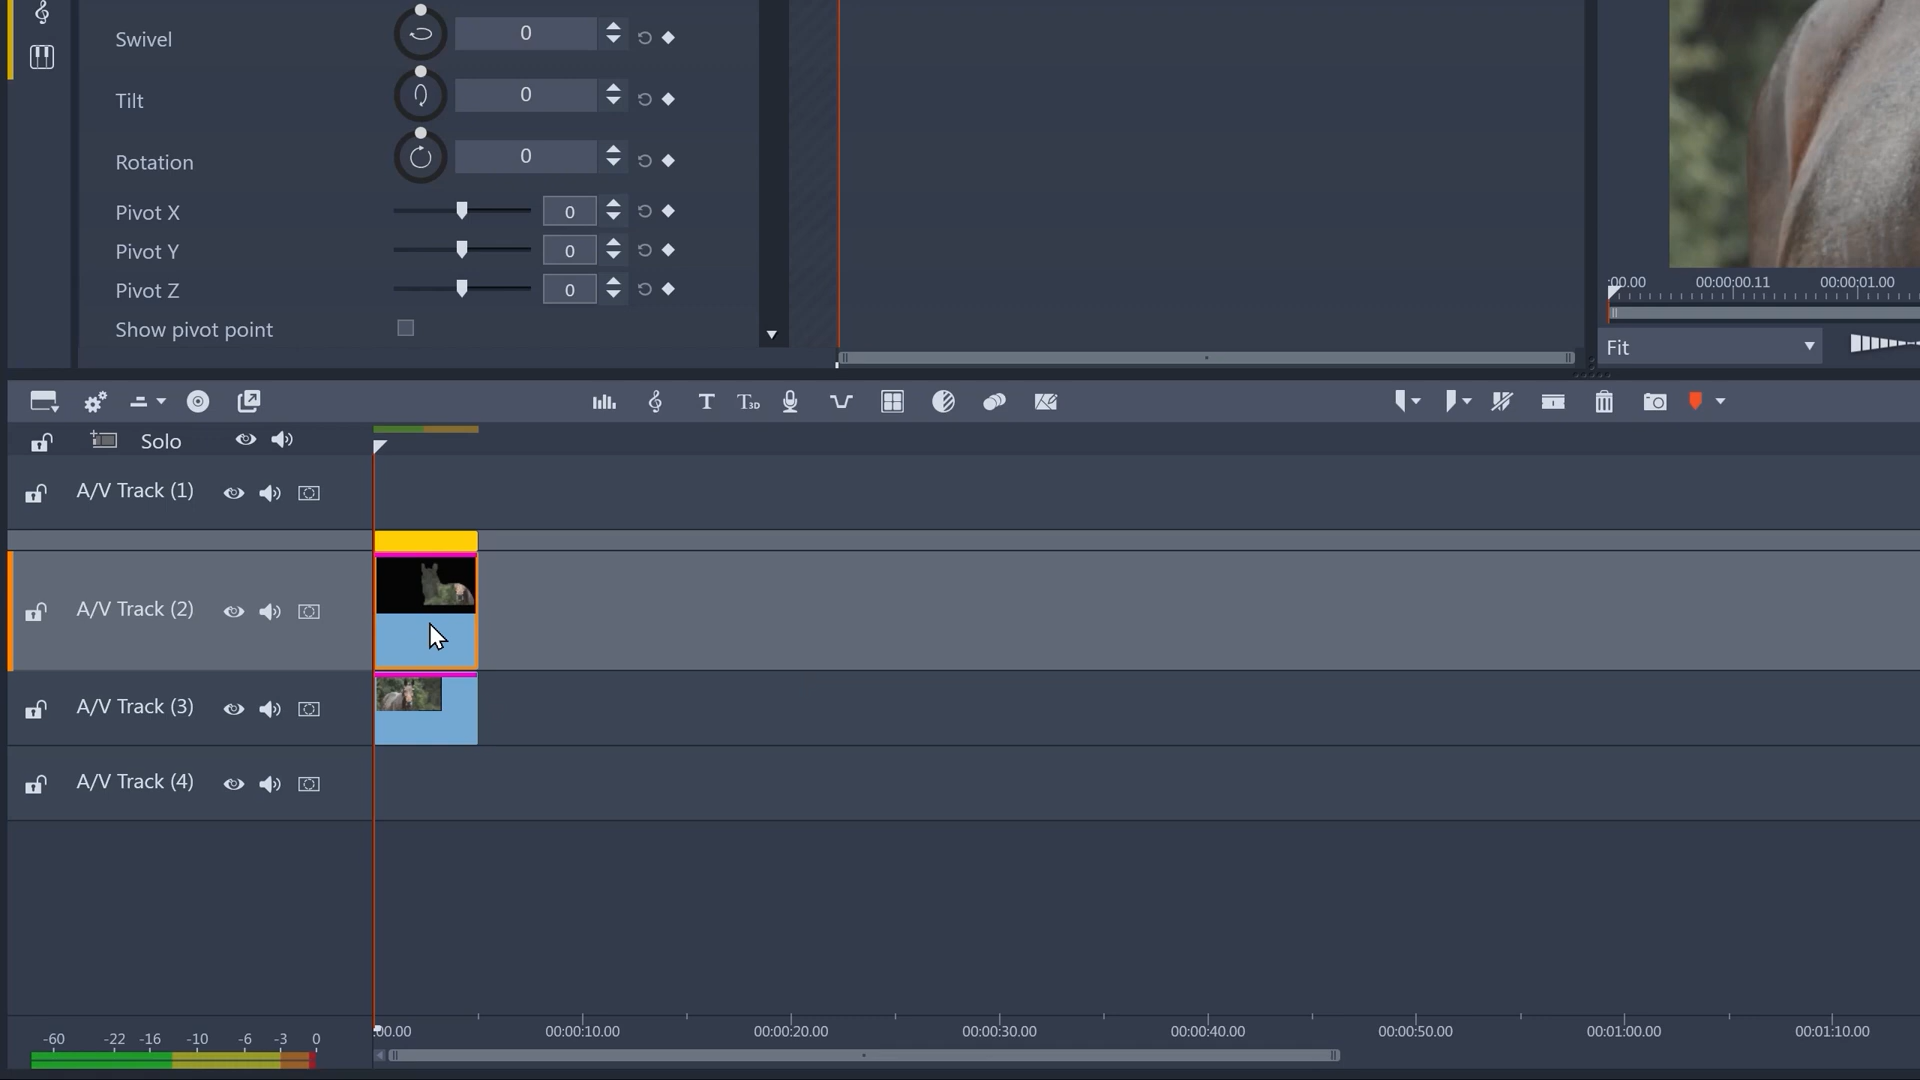 Swivel 0
Tilt 0
Rotation 0
Pivot X 0
Pivot Y 0
Pivot Z 0
Show pivot point
:00.00 00:00:00.11 00:00:01.00
Fit
T T3D
Solo
A/V Track (1)
A/V Track (2)
A/V Track (3)
A/V Track (4)
:00.00 00:00:10.00 00:00:20.00 00:00:30.00 00:00:40.00 00:00:50.00 00:01:00.00 00:01:10.00
-60 -22 -16 -10 -6 -3 0